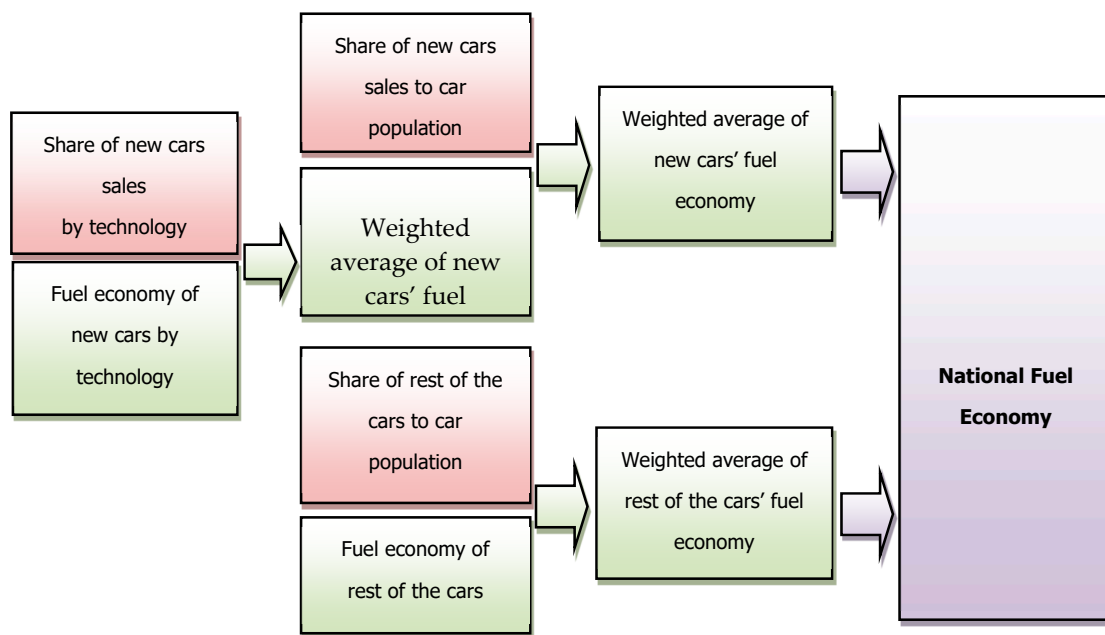 Share of new cars
sales
by technology
Fuel economy of
new cars by
technology
Share of new cars
sales to car
population
Weighted
average of new
cars’ fuel
Share of rest of the
cars to car
population
Fuel economy of
rest of the cars
Weighted average of
new cars’ fuel
economy
Weighted average of
rest of the cars’ fuel
economy
National Fuel
Economy